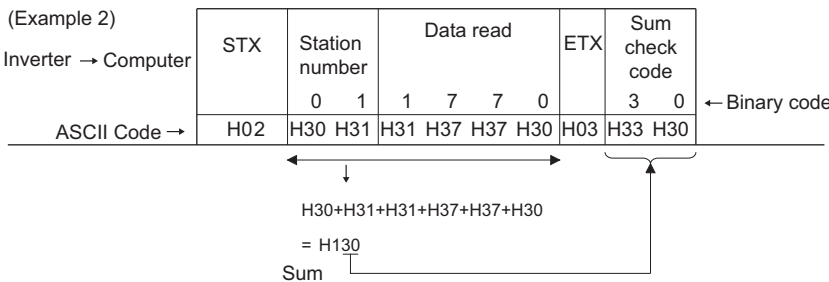 (Example 2)
Inverter → Computer
STX Station number Data read ETX Sum check code
0 1 1 7 7 0 3 0 ← Binary code
ASCII Code → H02 H30 H31 H31 H37 H37 H30 H03 H33 H30
H30+H31+H31+H37+H37+H30
= H130
Sum